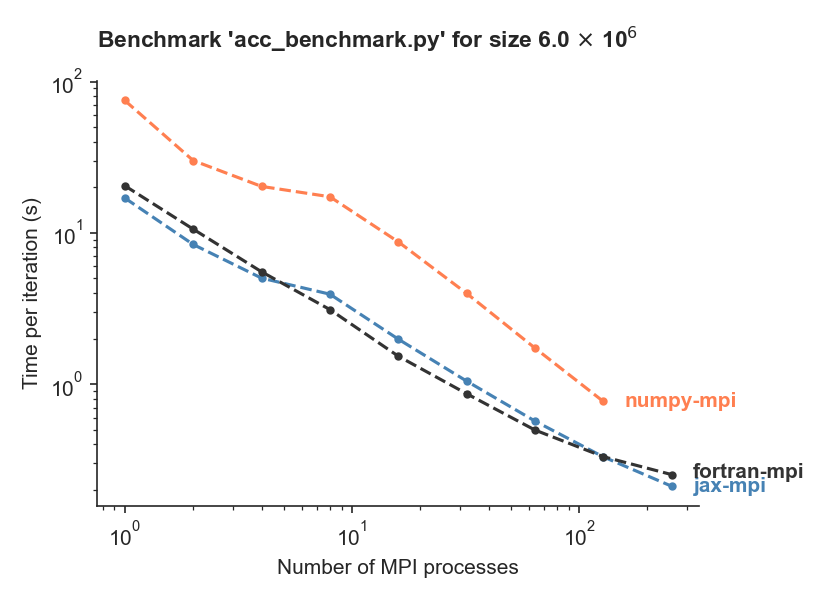 Benchmark 'acc_benchmark.py' for size 6.0 × 10⁶
10²
10¹
10⁰
Time per iteration (s)
numpy-mpi
fortran-mpi
jax-mpi
10⁰ 10¹ 10²
Number of MPI processes